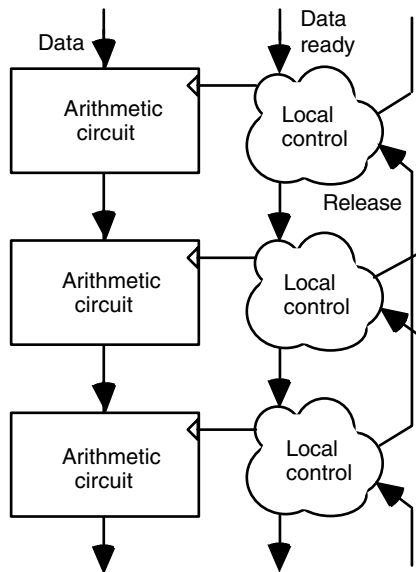 Data
Data
ready
Arithmetic
circuit
Local
control
Release
Arithmetic
circuit
Local
control
Arithmetic
circuit
Local
control